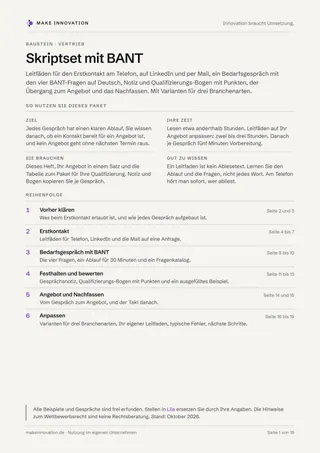 MAKE INNOVATION
Innovation braucht Umsetzung.
BAUSTEIN · VERTRIEB
Skriptset mit BANT
Leitfäden für den Erstkontakt am Telefon, auf LinkedIn und per Mail, ein Bedarfsgespräch mit
den vier BANT-Fragen auf Deutsch, Notiz und Qualifizierungs-Bogen mit Punkten, der
Übergang zum Angebot und das Nachfassen. Mit Varianten für drei Branchenarten.
SO NUTZEN SIE DIESES PAKET
ZIEL
Jedes Gespräch hat einen klaren Ablauf, Sie wissen
danach, ob ein Kontakt bereit für ein Angebot ist,
und kein Angebot geht ohne nächsten Termin raus.
IHRE ZEIT
Lesen etwa anderthalb Stunden. Leitfäden auf Ihr
Angebot anpassen: zwei bis drei Stunden. Danach
je Gespräch fünf Minuten Vorbereitung.
SIE BRAUCHEN
Dieses Heft, Ihr Angebot in einem Satz und die
Tabelle zum Paket für Ihre Qualifizierung. Notiz und
Bogen kopieren Sie je Gespräch.
GUT ZU WISSEN
Ein Leitfaden ist kein Ablesetext. Lernen Sie den
Ablauf und die Fragen, nicht jedes Wort. Am Telefon
hört man sofort, wer abliest.
REIHENFOLGE
1 Vorher klären Seite 2 und 3
Was beim Erstkontakt erlaubt ist, und wie jedes Gespräch aufgebaut ist.
2 Erstkontakt Seite 4 bis 7
Leitfäden für Telefon, LinkedIn und die Mail auf eine Anfrage.
3 Bedarfsgespräch mit BANT Seite 8 bis 10
Die vier Fragen, ein Ablauf für 30 Minuten und ein Fragenkatalog.
4 Festhalten und bewerten Seite 11 bis 13
Gesprächsnotiz, Qualifizierungs-Bogen mit Punkten und ein ausgefülltes Beispiel.
5 Angebot und Nachfassen Seite 14 und 15
Vom Gespräch zum Angebot, und der Takt danach.
6 Anpassen Seite 16 bis 19
Varianten für drei Branchenarten, Ihr eigener Leitfaden, typische Fehler, nächste Schritte.
Alle Beispiele und Gespräche sind frei erfunden. Stellen in Lila ersetzen Sie durch Ihre Angaben. Die Hinweise
zum Wettbewerbsrecht sind keine Rechtsberatung. Stand: Oktober 2026.
makeinnovation.de · Nutzung im eigenen Unternehmen
Seite 1 von 19